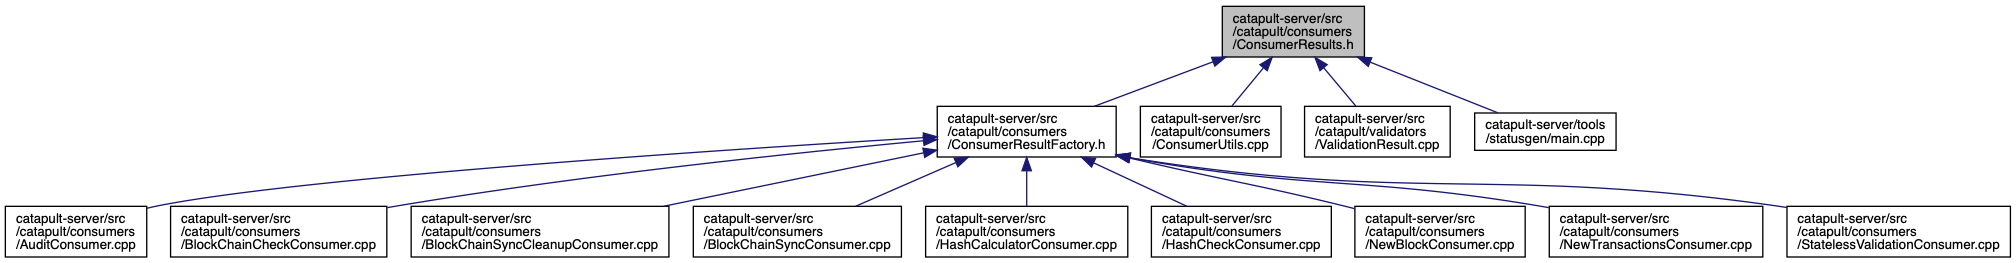 catapult-server/src
/catapult/consumers
/ConsumerResults.h
catapult-server/src
/catapult/consumers
/ConsumerResultFactory.h
catapult-server/src
/catapult/consumers
/ConsumerUtils.cpp
catapult-server/src
/catapult/validators
/ValidationResult.cpp
catapult-server/tools
/statusgen/main.cpp
catapult-server/src
/catapult/consumers
/AuditConsumer.cpp
catapult-server/src
/catapult/consumers
/BlockChainCheckConsumer.cpp
catapult-server/src
/catapult/consumers
/BlockChainSyncCleanupConsumer.cpp
catapult-server/src
/catapult/consumers
/BlockChainSyncConsumer.cpp
catapult-server/src
/catapult/consumers
/HashCalculatorConsumer.cpp
catapult-server/src
/catapult/consumers
/HashCheckConsumer.cpp
catapult-server/src
/catapult/consumers
/NewBlockConsumer.cpp
catapult-server/src
/catapult/consumers
/NewTransactionsConsumer.cpp
catapult-server/src
/catapult/consumers
/StatelessValidationConsumer.cpp